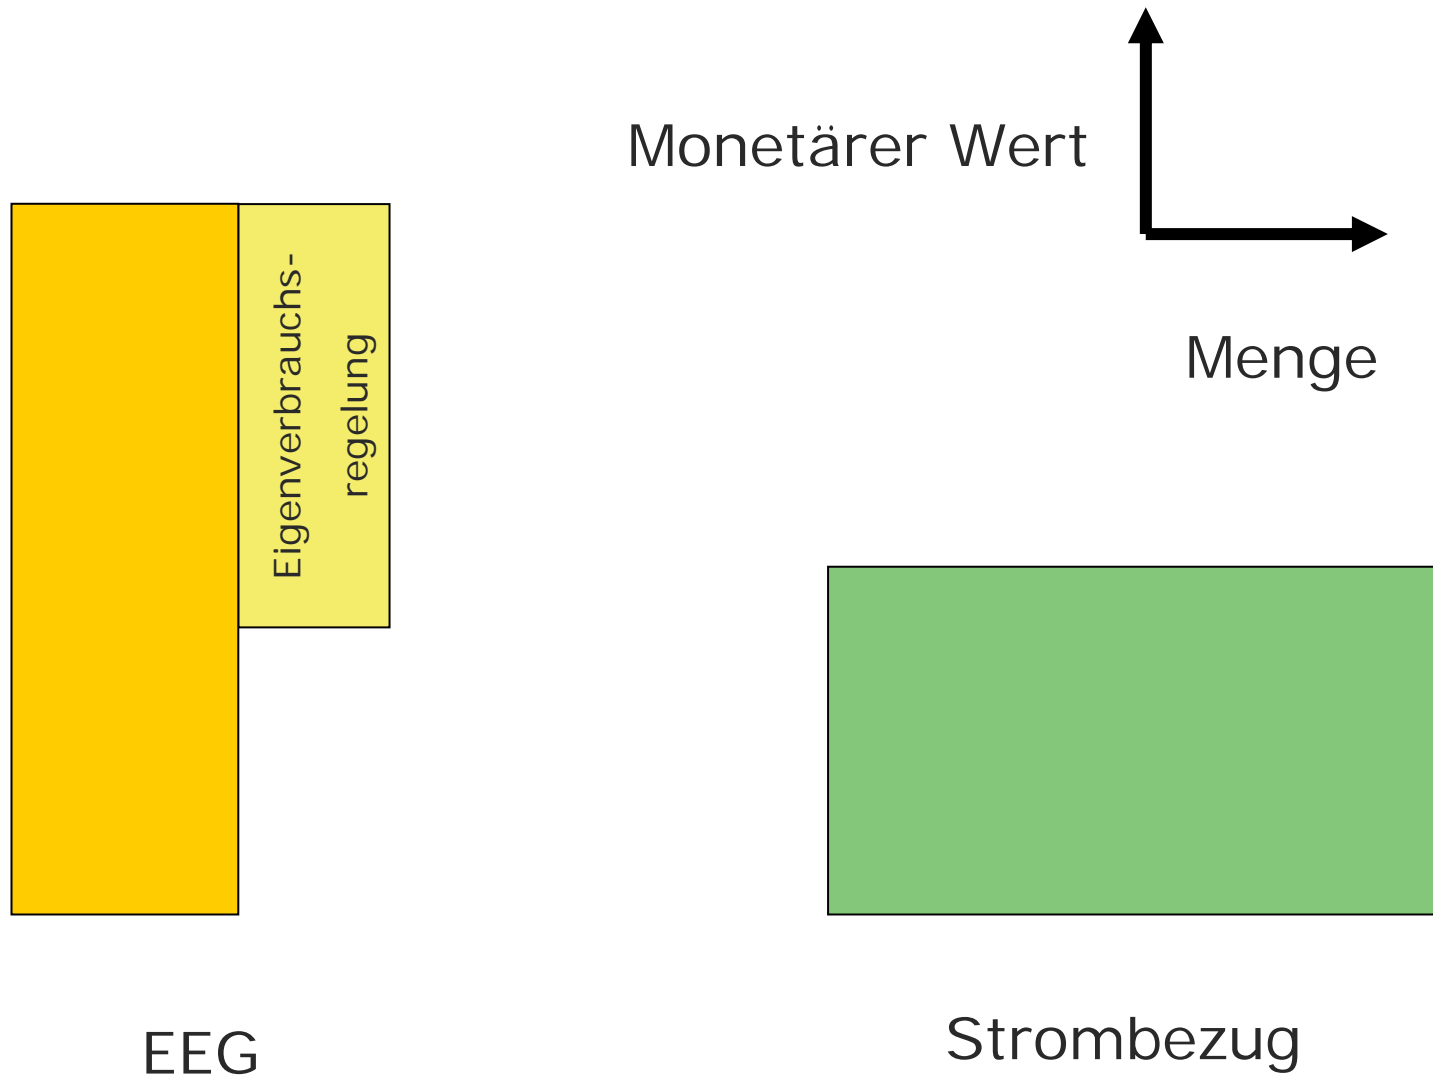 Monetärer Wert
Menge
Eigenverbrauchs-
regelung
EEG
Strombezug